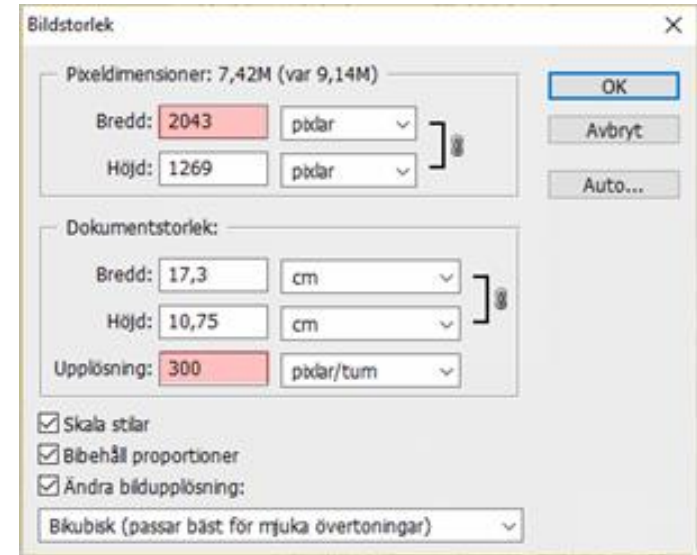 Bildstorlek
Pixeldimensioner: 7,42M (var 9,14M)
OK
Bredd: 2043 pixlar
Avbryt
Höjd: 1269 pixlar
Auto...
Dokumentstorlek:
Bredd: 17,3 cm
Höjd: 10,75 cm
Upplösning: 300 pixlar/tum
Skala stilar
Bibehåll proportioner
Ändra bildupplösning:
Bikubisk (passar bäst för mjuka övertoningar)